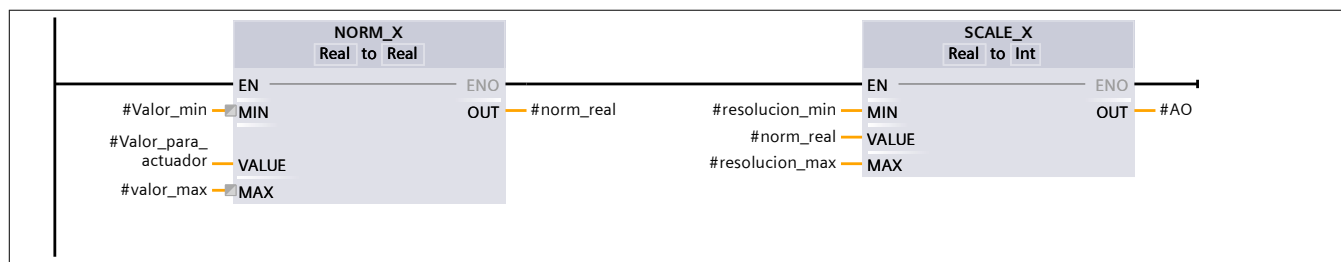 NORM_X
Real to Real
EN
ENO
#Valor_min
MIN
OUT
#norm_real
#Valor_para_
actuador
VALUE
#valor_max
MAX
SCALE_X
Real to Int
EN
ENO
#resolucion_min
MIN
OUT
#AO
#norm_real
VALUE
#resolucion_max
MAX